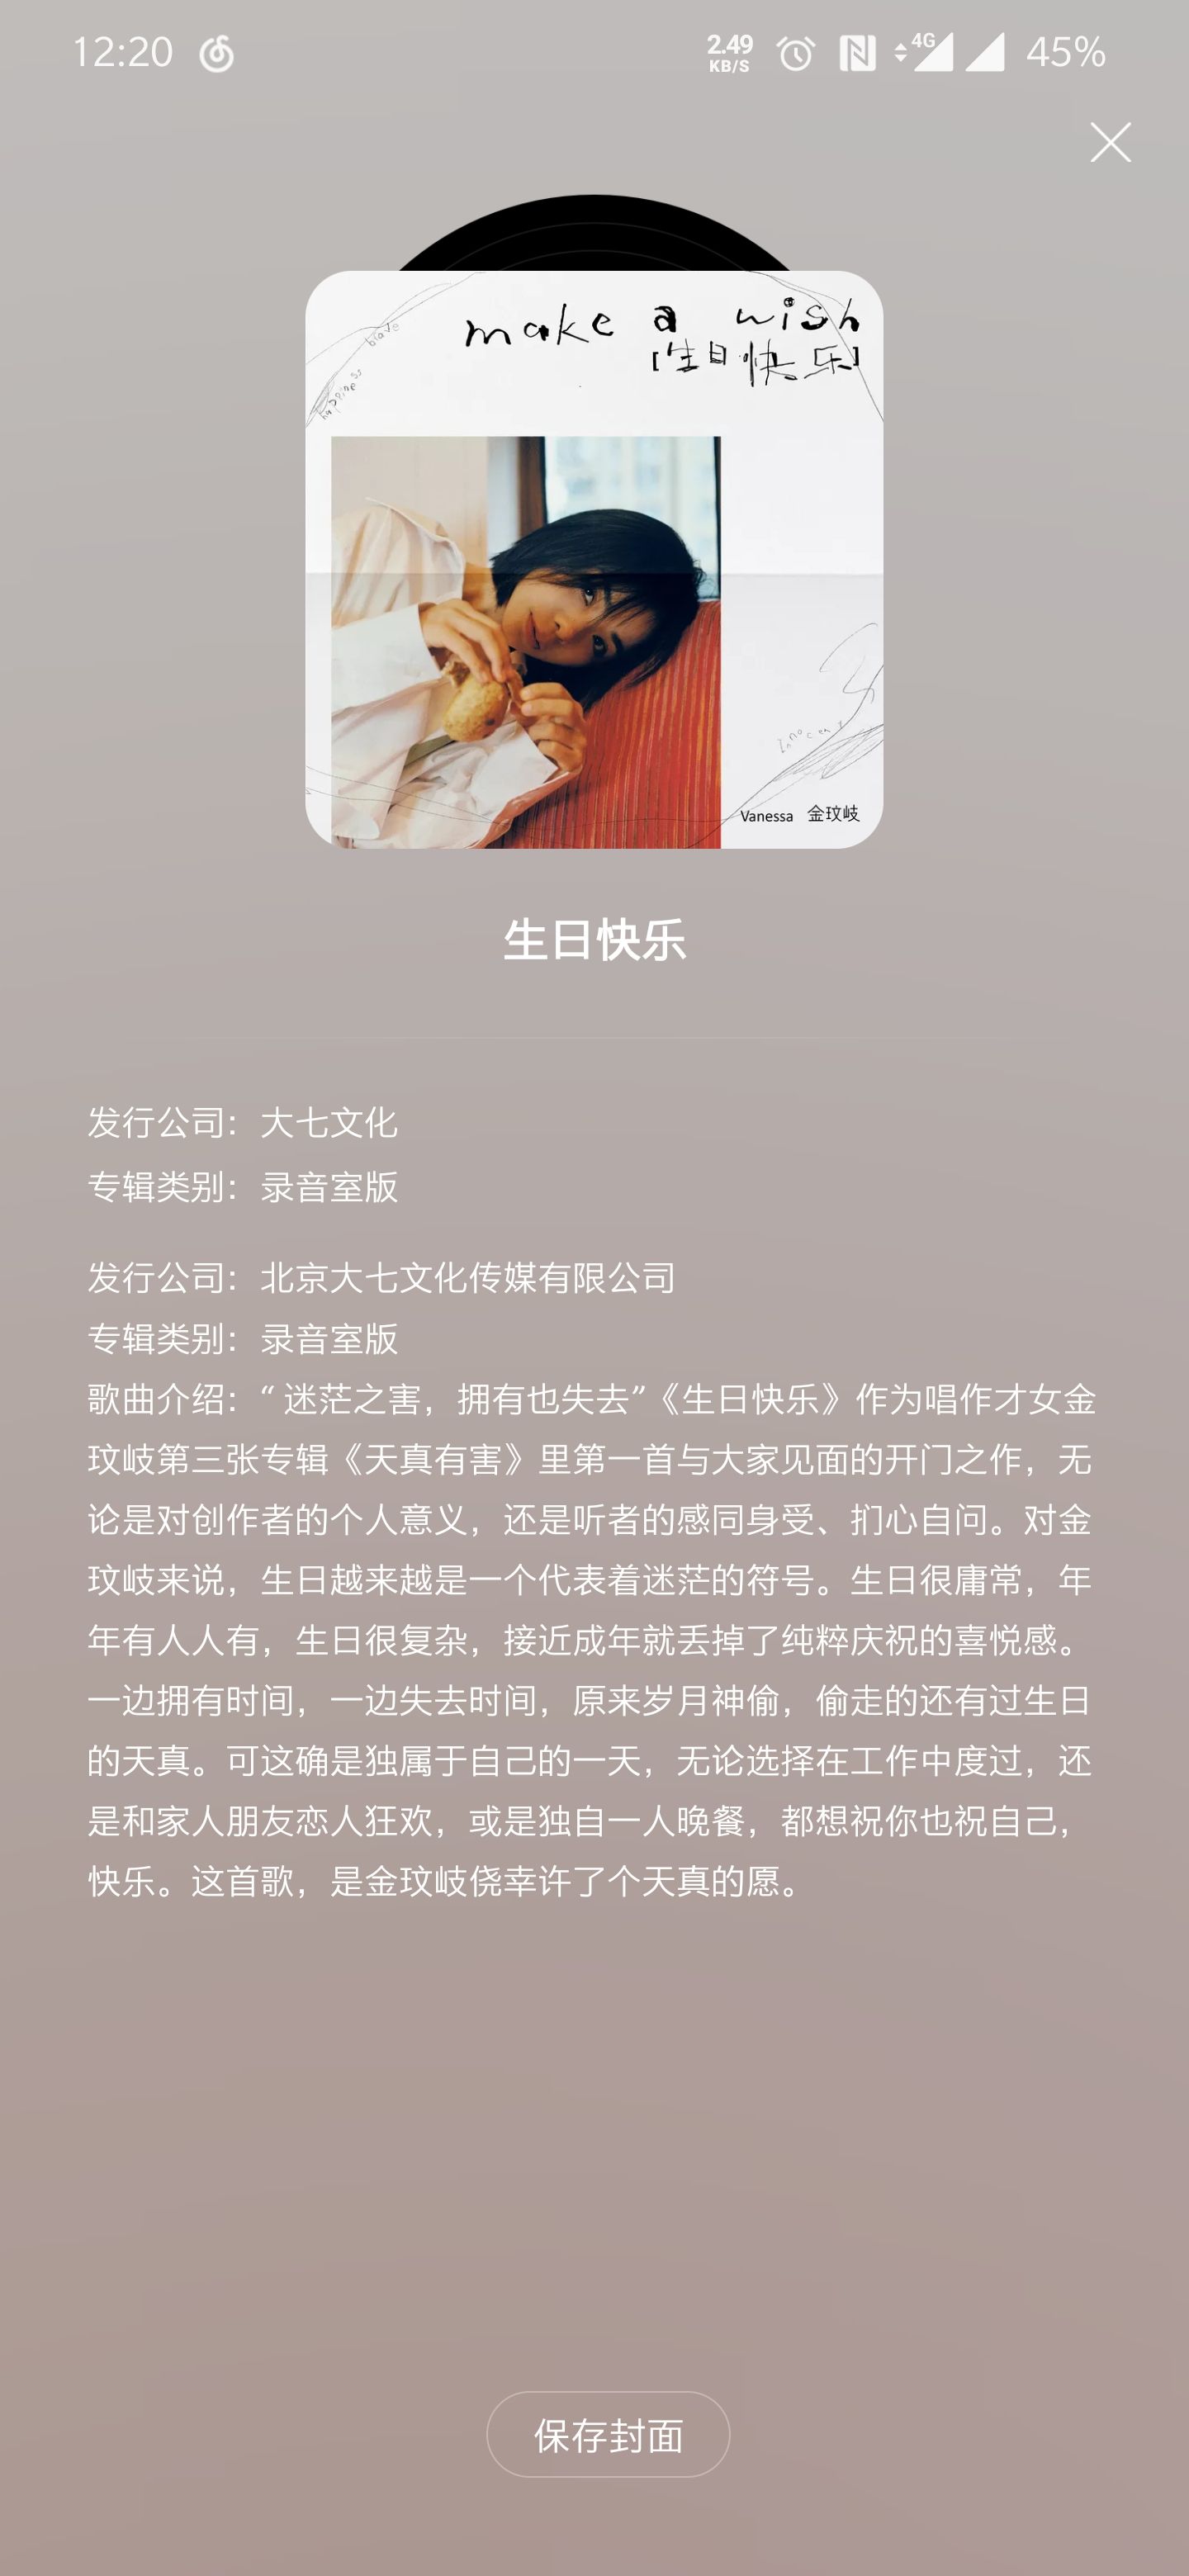 12:20
2.49 KB/S 4G 45%
brave
happiness
make a wish
[生日快乐]
Innocent
Vanessa 金玟岐
生日快乐
发行公司：大七文化
专辑类别：录音室版
发行公司：北京大七文化传媒有限公司
专辑类别：录音室版
歌曲介绍：“ 迷茫之害，拥有也失去”《生日快乐》作为唱作才女金
玟岐第三张专辑《天真有害》里第一首与大家见面的开门之作，无
论是对创作者的个人意义，还是听者的感同身受、扪心自问。对金
玟岐来说，生日越来越是一个代表着迷茫的符号。生日很庸常，年
年有人人有，生日很复杂，接近成年就丢掉了纯粹庆祝的喜悦感。
一边拥有时间，一边失去时间，原来岁月神偷，偷走的还有过生日
的天真。可这确是独属于自己的一天，无论选择在工作中度过，还
是和家人朋友恋人狂欢，或是独自一人晚餐，都想祝你也祝自己，
快乐。这首歌，是金玟岐侥幸许了个天真的愿。
保存封面